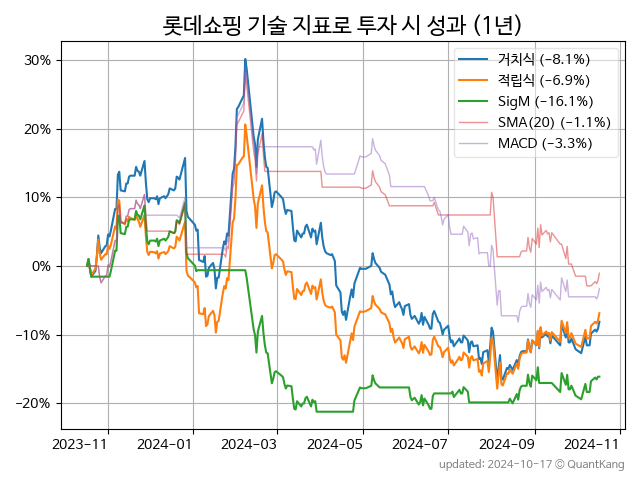 롯데쇼핑 기술 지표로 투자 시 성과 (1년)
거치식 (−8.1%)
적립식 (−6.9%)
SigM (−16.1%)
SMA(20) (−1.1%)
MACD (−3.3%)
30%
20%
10%
0%
−10%
−20%
2023-11
2024-01
2024-03
2024-05
2024-07
2024-09
2024-11
updated: 2024-10-17 © QuantKang